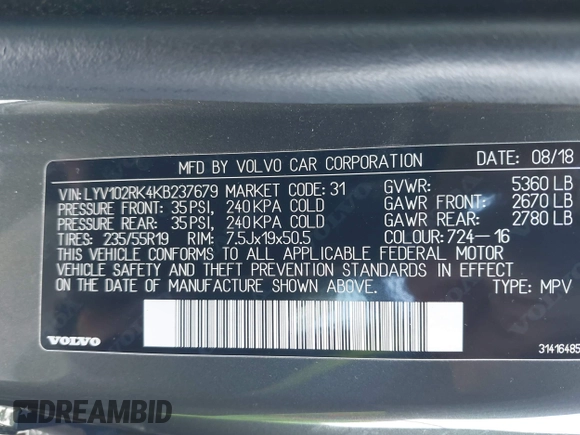 MFD BY VOLVO CAR CORPORATION DATE: 08/18
VIN:LYV102RK4KB237679 MARKET CODE: 31 GVWR: 5360 LB
PRESSURE FRONT: 35PSI, 240KPA COLD GAWR FRONT: 2670 LB
PRESSURE REAR: 35PSI, 240KPA COLD GAWR REAR: 2780 LB
TIRES: 235/55R19 RIM: 7,5Jx19x50.5 COLOUR:724-16
THIS VEHICLE CONFORMS TO ALL APPLICABLE FEDERAL MOTOR
VEHICLE SAFETY AND THEFT PREVENTION STANDARDS IN EFFECT
ON THE DATE OF MANUFACTURE SHOWN ABOVE. TYPE: MPV
VOLVO 31416485
DREAMBID